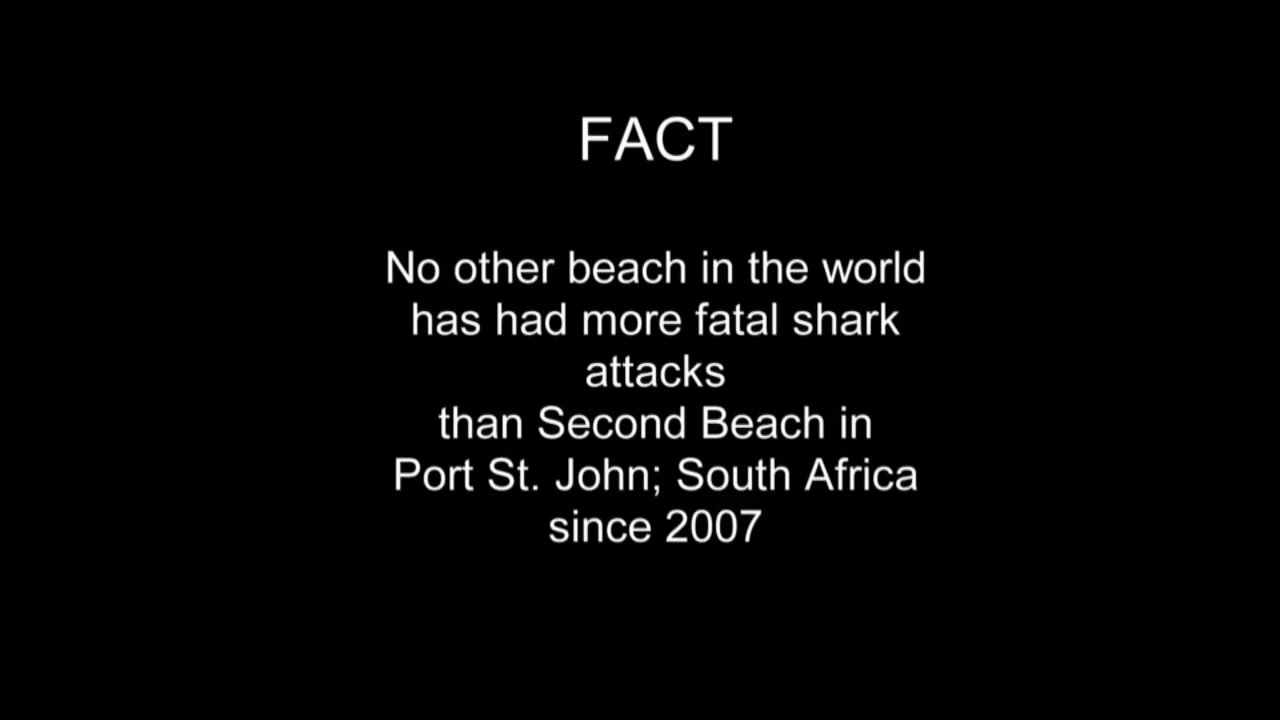 FACT
No other beach in the world
has had more fatal shark
attacks
than Second Beach in
Port St. John; South Africa
since 2007